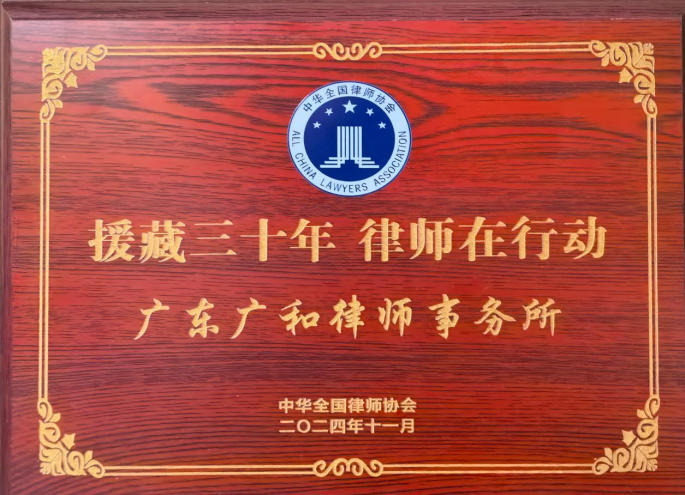 中华全国律师协会
ALL CHINA LAWYERS ASSOCIATION
援藏三十年 律师在行动
广东广和律师事务所
中华全国律师协会
二〇二四年十一月